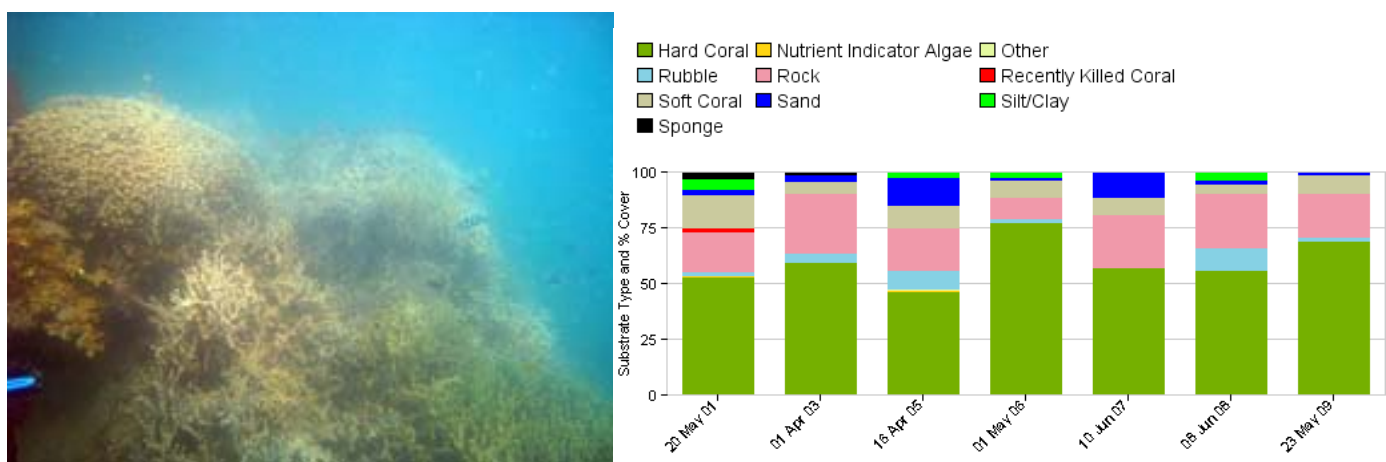 Hard Coral Nutrient Indicator Algae Other
Rubble Rock Recently Killed Coral
Soft Coral Sand Silt/Clay
Sponge
Substrate Type and % Cover
100
75
50
25
0
20 May 01
01 Apr 03
16 Apr 05
01 May 06
10 Jun 07
08 Jun 08
23 May 09